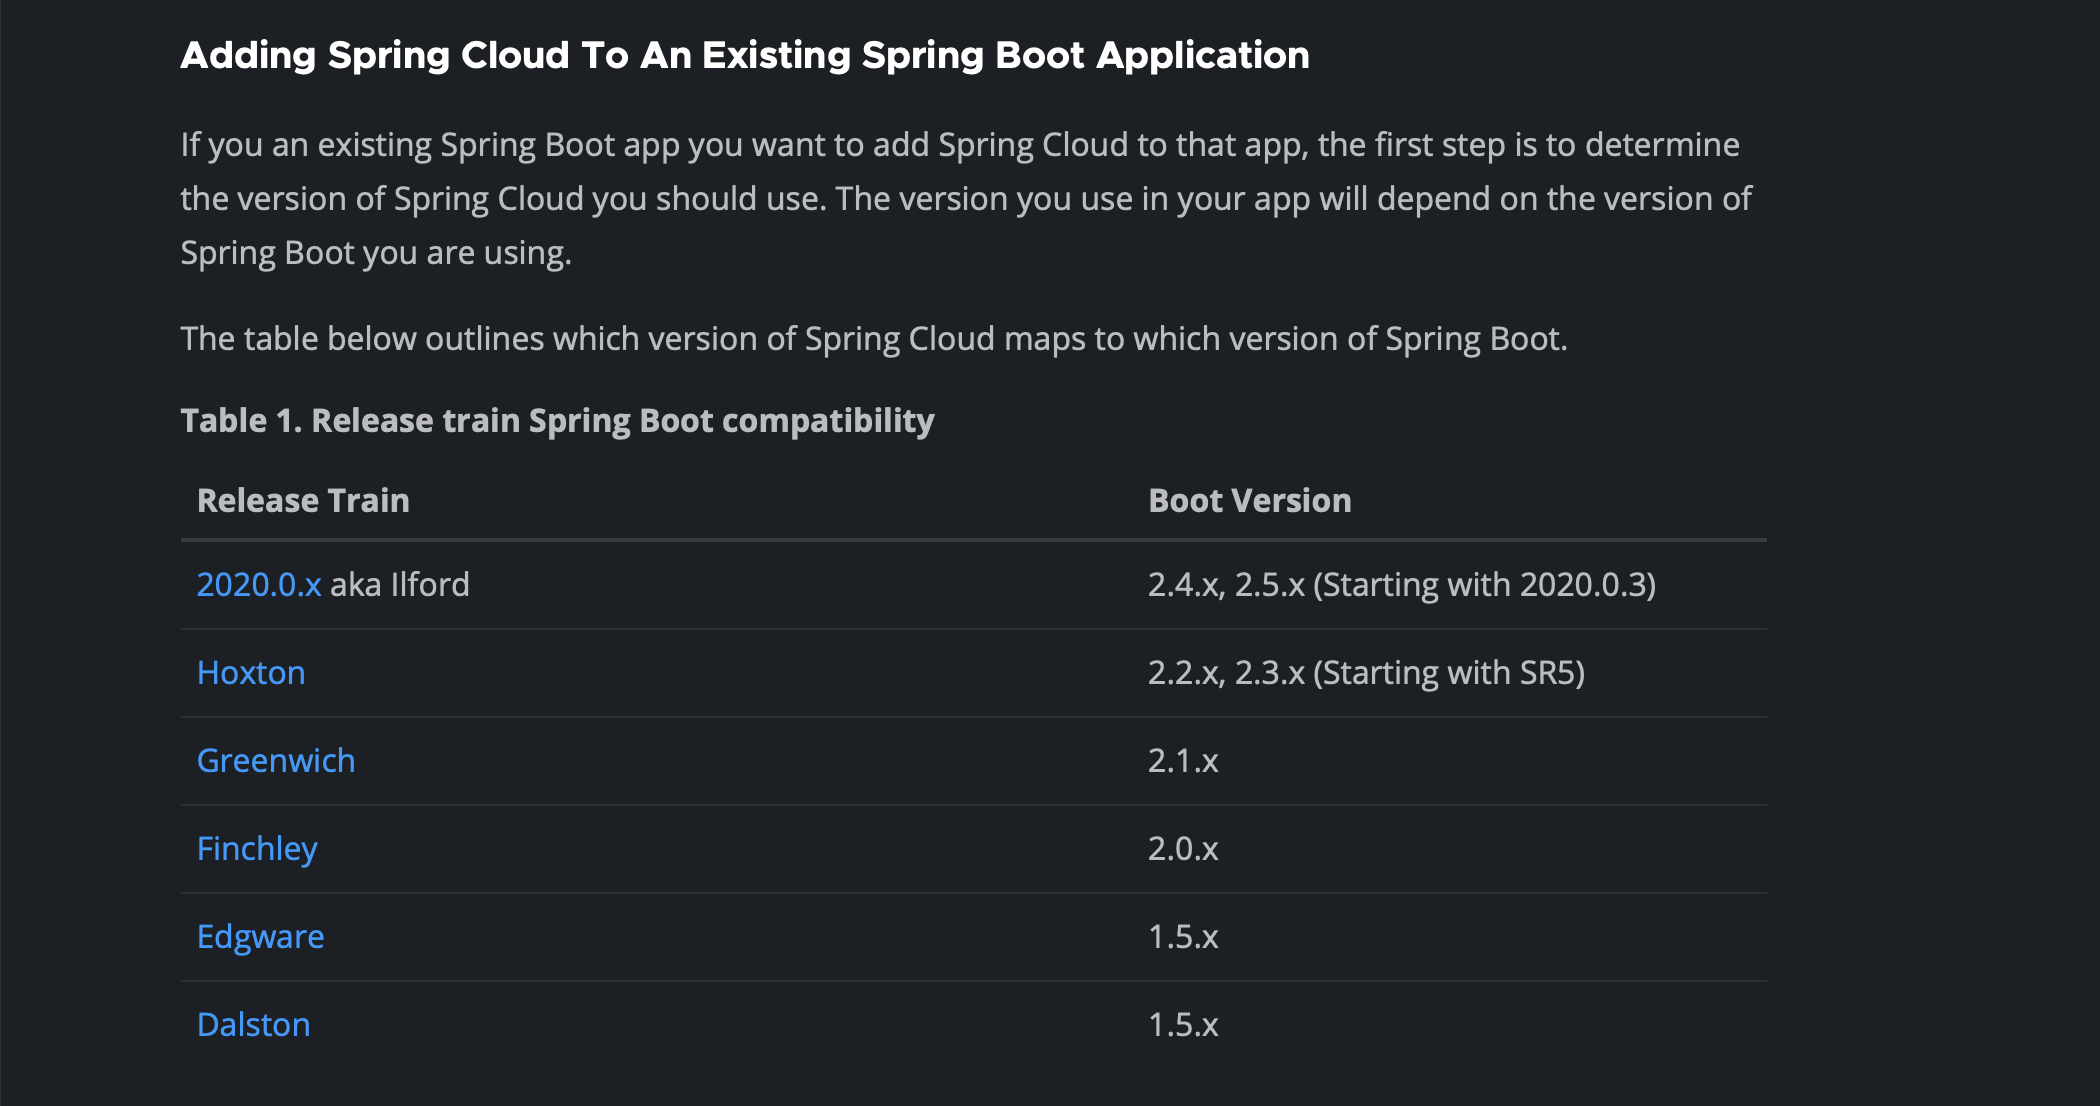 Adding Spring Cloud To An Existing Spring Boot Application
If you an existing Spring Boot app you want to add Spring Cloud to that app, the first step is to determine
the version of Spring Cloud you should use. The version you use in your app will depend on the version of
Spring Boot you are using.
The table below outlines which version of Spring Cloud maps to which version of Spring Boot.
Table 1. Release train Spring Boot compatibility
Release Train Boot Version
2020.0.x aka Ilford 2.4.x, 2.5.x (Starting with 2020.0.3)
Hoxton 2.2.x, 2.3.x (Starting with SR5)
Greenwich 2.1.x
Finchley 2.0.x
Edgware 1.5.x
Dalston 1.5.x